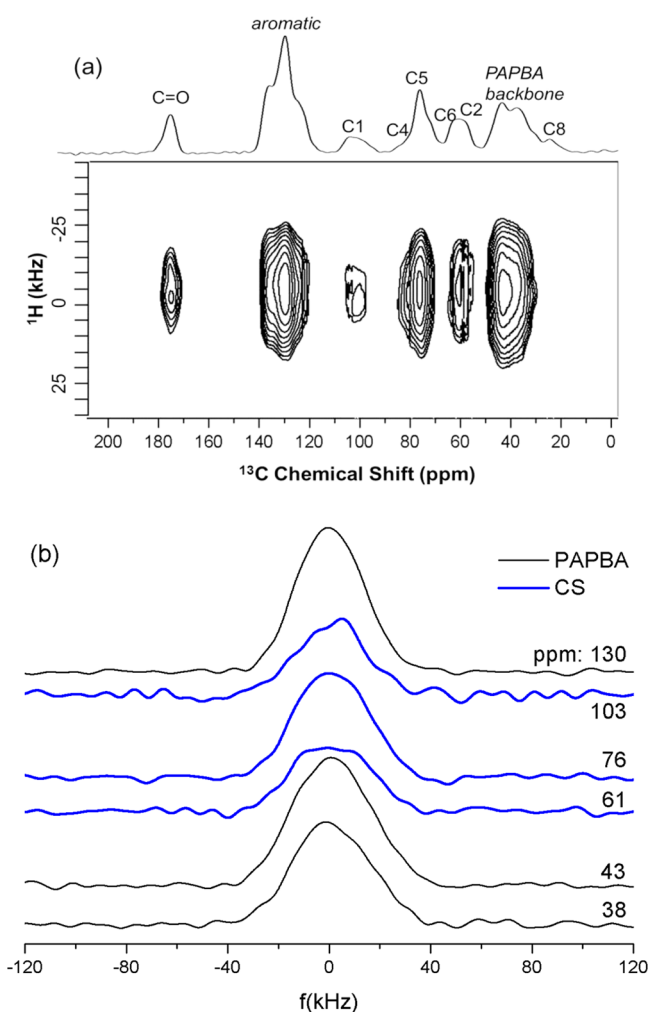 aromatic
(a)
C=O
C1
C4
C5
C6
C2
PAPBA
backbone
C8
-25
0
25
¹H (kHz)
200 180 160 140 120 100 80 60 40 20 0
¹³C Chemical Shift (ppm)
(b)
PAPBA
CS
ppm: 130
103
76
61
43
38
-120 -80 -40 0 40 80 120
f(kHz)